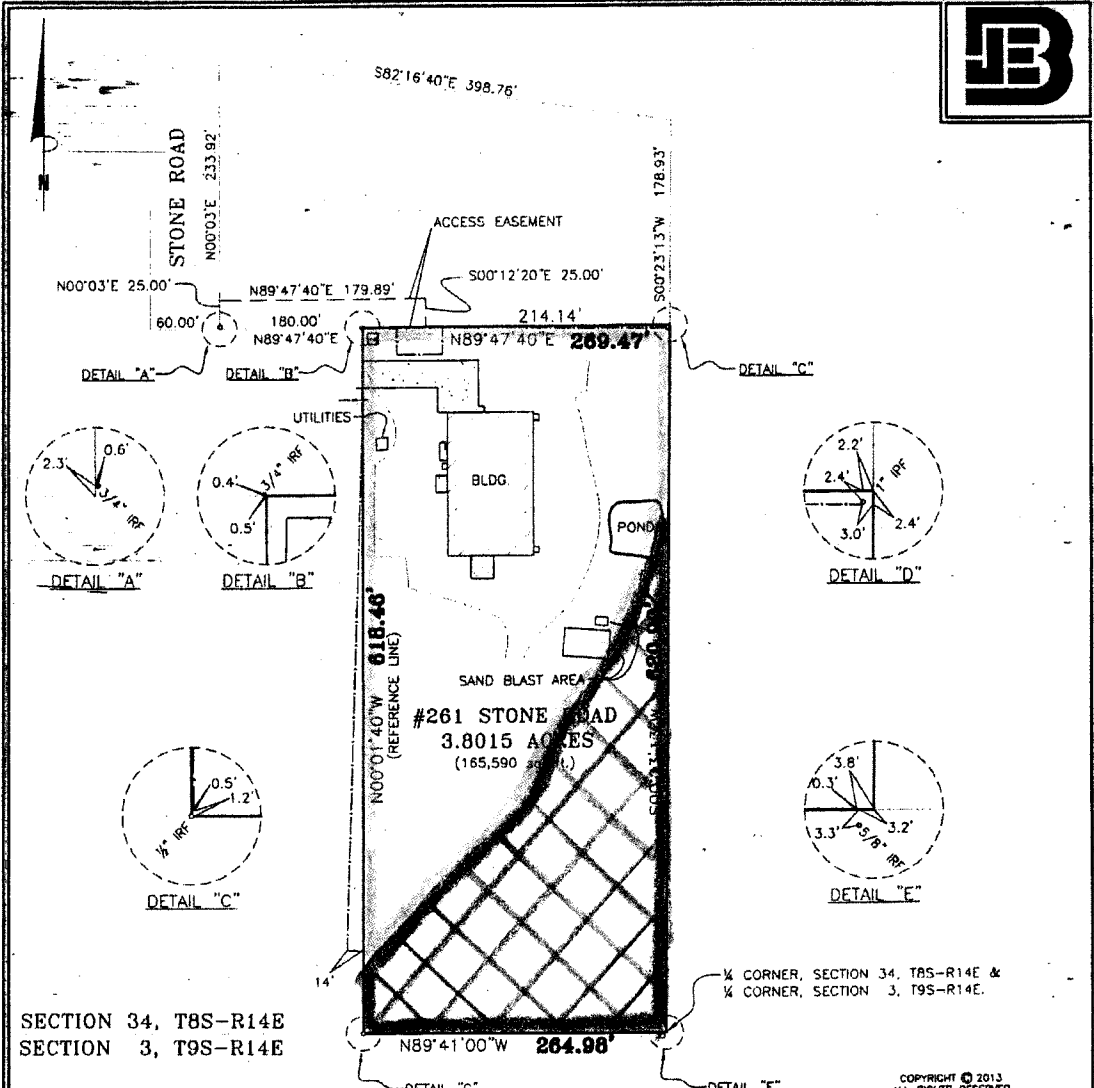 S82°16'40"E 398.76'
STONE ROAD
N00°03'E 233.92'
S00°23'13"W 178.93'
N
ACCESS EASEMENT
N00°03'E 25.00'
N89°47'40"E 179.89'
S00°12'20"E 25.00'
60.00'
180.00'
N89°47'40"E
214.14'
N89°47'40"E 269.47'
DETAIL "A"
DETAIL "B"
DETAIL "C"
UTILITIES
BLDG.
POND
2.3'
0.6'
3/4" IRF
DETAIL "A"
0.4'
3/4" IRF
0.5'
DETAIL "B"
2.2'
2.4'
1" IPF
3.0'
2.4'
DETAIL "D"
N00°01'40"W 618.46'
(REFERENCE LINE)
SAND BLAST AREA
#261 STONE ROAD
3.8015 ACRES
(165,590
0.5'
1.2'
½" IRF
DETAIL "C"
3.8'
0.3'
3.3'
3.2'
5/8" IRF
DETAIL "E"
14'
¼ CORNER, SECTION 34, T8S-R14E &
¼ CORNER, SECTION 3, T9S-R14E.
SECTION 34, T8S-R14E
SECTION 3, T9S-R14E
N89°41'00"W 264.98'
COPYRIGHT © 2013
ALL RIGHTS RESERVED